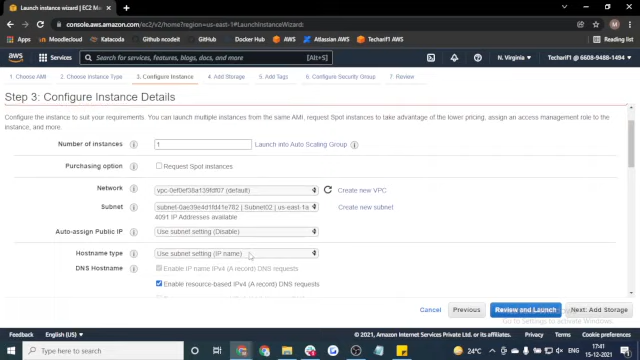 Launch instance wizard | EC2 M
console.aws.amazon.com/ec2/v2/home?region=us-east-1#LaunchInstanceWizard:
Apps Moodlecloud Katacoda GitHub Docker Hub AWS Atlassian AWS Techarif1 AWS Reading list
aws Services Search for services, features, blogs, docs, and more [Alt+S] N. Virginia Techarif1 @ 6608-9488-1494
1. Choose AMI 2. Choose Instance Type 3. Configure Instance 4. Add Storage 5. Add Tags 6. Configure Security Group 7. Review
Step 3: Configure Instance Details
Configure the instance to suit your requirements. You can launch multiple instances from the same AMI, request Spot instances to take advantage of the lower pricing, assign an access management role to the
instance, and more.
Number of instances 1 Launch into Auto Scaling Group
Purchasing option Request Spot instances
Network vpc-0ef0ef38a139fdf07 (default) Create new VPC
Subnet subnet-0ae39e4d1fd41e782 | Subnet02 | us-east-1a Create new subnet
4091 IP Addresses available
Auto-assign Public IP Use subnet setting (Disable)
Hostname type Use subnet setting (IP name)
DNS Hostname Enable IP name IPv4 (A record) DNS requests
Enable resource-based IPv4 (A record) DNS requests
Cancel Previous Review and Launch Next: Add Storage
Go to Settings to activate Windows.
Feedback English (US) © 2021, Amazon Internet Services Private Ltd. or its affiliates. Privacy Terms Cookie preferences
Type here to search 24°C ENG 17:41
2021